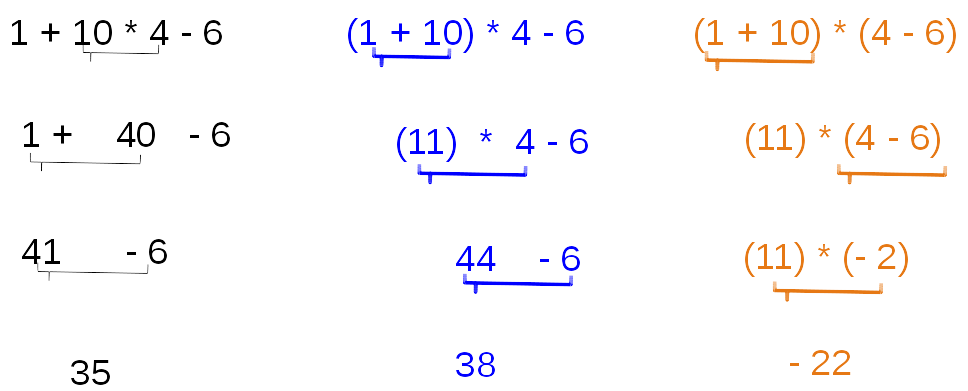 1 + 10 * 4 - 6
1 + 40 - 6
41 - 6
35
(1 + 10) * 4 - 6
(11) * 4 - 6
44 - 6
38
(1 + 10) * (4 - 6)
(11) * (4 - 6)
(11) * (- 2)
- 22